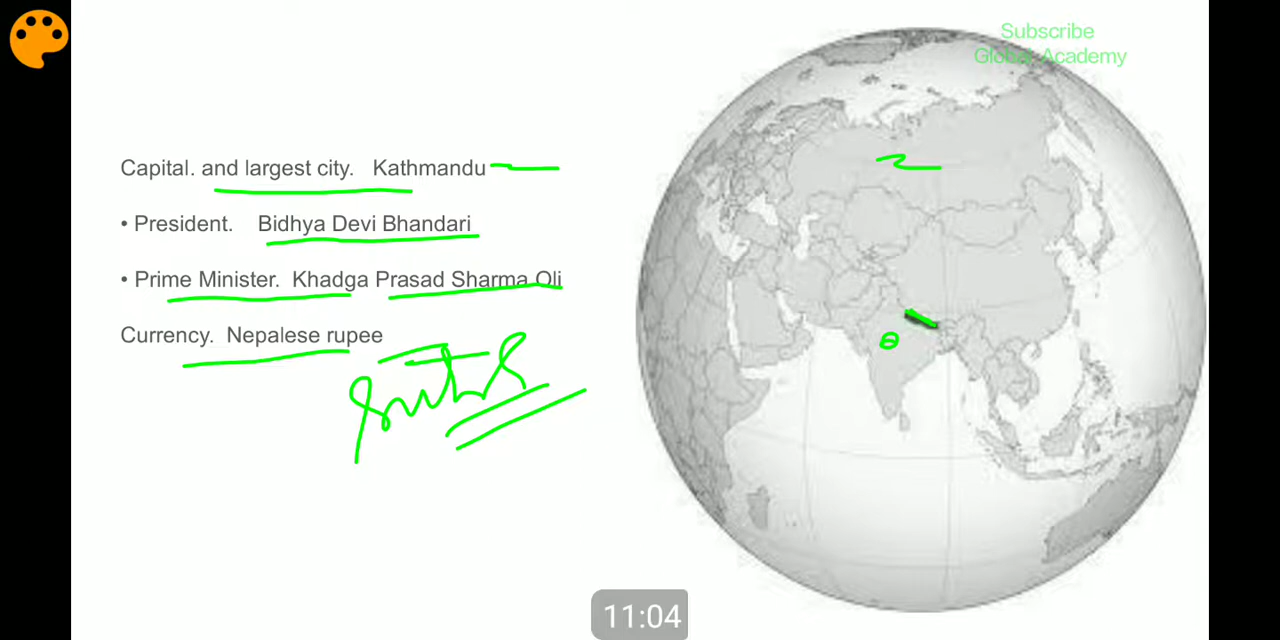 Subscribe
Global Academy
Capital. and largest city. Kathmandu
• President. Bidhya Devi Bhandari
• Prime Minister. Khadga Prasad Sharma Oli
Currency. Nepalese rupee
11:04